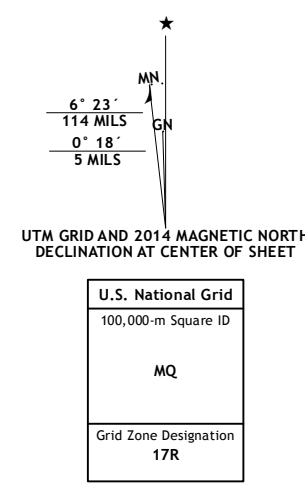 ★
MN.
6° 23´
114 MILS
GN
0° 18´
5 MILS
UTM GRID AND 2014 MAGNETIC NORTH
DECLINATION AT CENTER OF SHEET
U.S. National Grid
100,000-m Square ID
MQ
Grid Zone Designation
17R